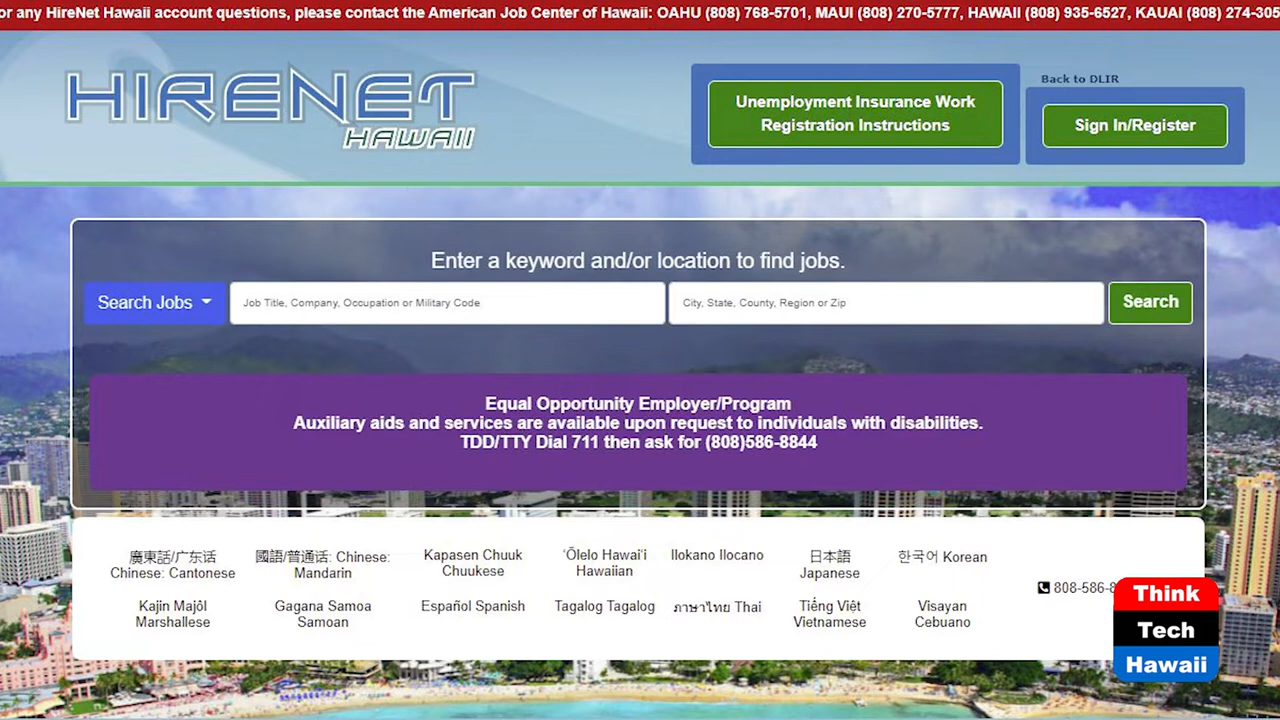 or any HireNet Hawaii account questions, please contact the American Job Center of Hawaii: OAHU (808) 768-5701, MAUI (808) 270-5777, HAWAII (808) 935-6527, KAUAI (808) 274-305
HIRENET
HAWAII
Unemployment Insurance Work
Registration Instructions
Back to DLIR
Sign In/Register
Enter a keyword and/or location to find jobs.
Search Jobs
Job Title, Company, Occupation or Military Code
City, State, County, Region or Zip
Search
Equal Opportunity Employer/Program
Auxiliary aids and services are available upon request to individuals with disabilities.
TDD/TTY Dial 711 then ask for (808)586-8844
廣東話/广东话
Chinese: Cantonese
國語/普通话: Chinese:
Mandarin
Kapasen Chuuk
Chuukese
ʻŌlelo Hawaiʻi
Hawaiian
Ilokano Ilocano
日本語
Japanese
한국어 Korean
808-586-8
Kajin Majôl
Marshallese
Gagana Samoa
Samoan
Español Spanish
Tagalog Tagalog
ภาษาไทย Thai
Tiếng Việt
Vietnamese
Visayan
Cebuano
Think
Tech
Hawaii